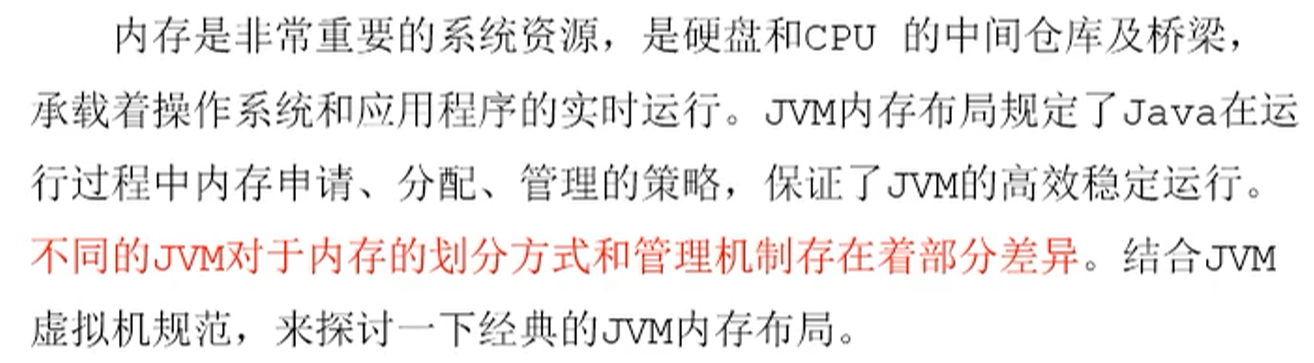 内存是非常重要的系统资源，是硬盘和CPU 的中间仓库及桥梁，
承载着操作系统和应用程序的实时运行。JVM内存布局规定了Java在运
行过程中内存申请、分配、管理的策略，保证了JVM的高效稳定运行。
不同的JVM对于内存的划分方式和管理机制存在着部分差异。结合JVM
虚拟机规范，来探讨一下经典的JVM内存布局。